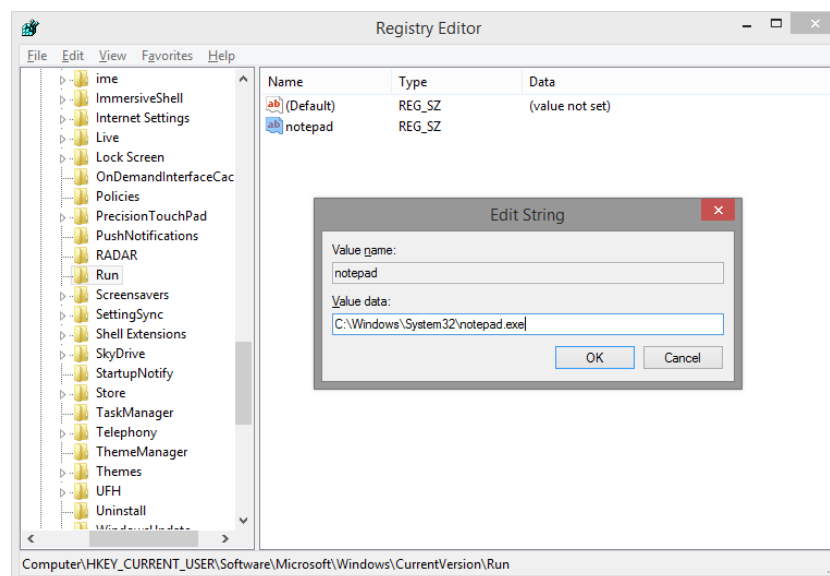 Registry Editor
File Edit View Favorites Help
ime
ImmersiveShell
Internet Settings
Live
Lock Screen
OnDemandInterfaceCac
Policies
PrecisionTouchPad
PushNotifications
RADAR
Run
Screensavers
SettingSync
Shell Extensions
SkyDrive
StartupNotify
Store
TaskManager
Telephony
ThemeManager
Themes
UFH
Uninstall
Name Type Data
(Default) REG_SZ (value not set)
notepad REG_SZ
Edit String
Value name:
notepad
Value data:
C:\Windows\System32\notepad.exe
OK Cancel
Computer\HKEY_CURRENT_USER\Software\Microsoft\Windows\CurrentVersion\Run